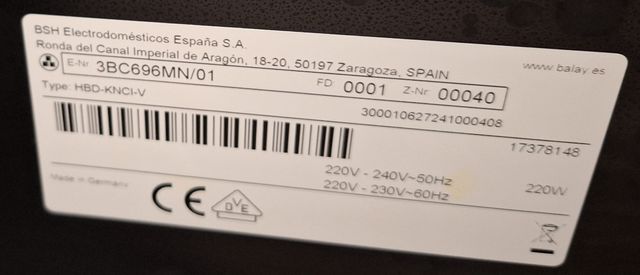 BSH Electrodomésticos España S.A.
Ronda del Canal Imperial de Aragón, 18-20, 50197 Zaragoza, SPAIN
www.balay.es
E-Nr 3BC696MN/01 FD 0001 Z-Nr 00040
Type: HBD-KNCI-V
300010627241000408
17378148
220V - 240V~50Hz
220V - 230V~60Hz
220W
Made in Germany
CE
DVE